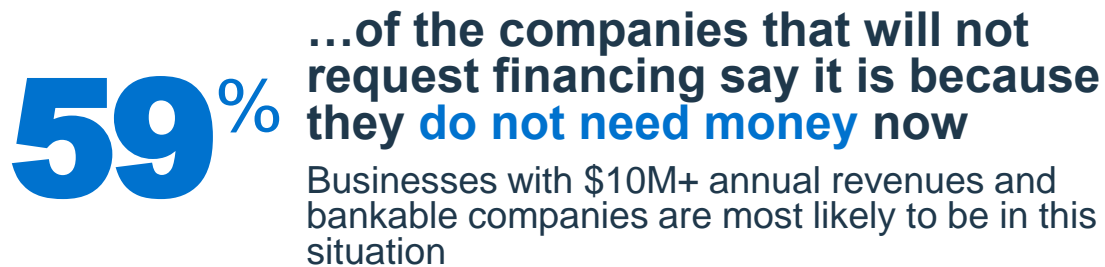 59%
…of the companies that will not
request financing say it is because
they do not need money now
Businesses with $10M+ annual revenues and
bankable companies are most likely to be in this
situation